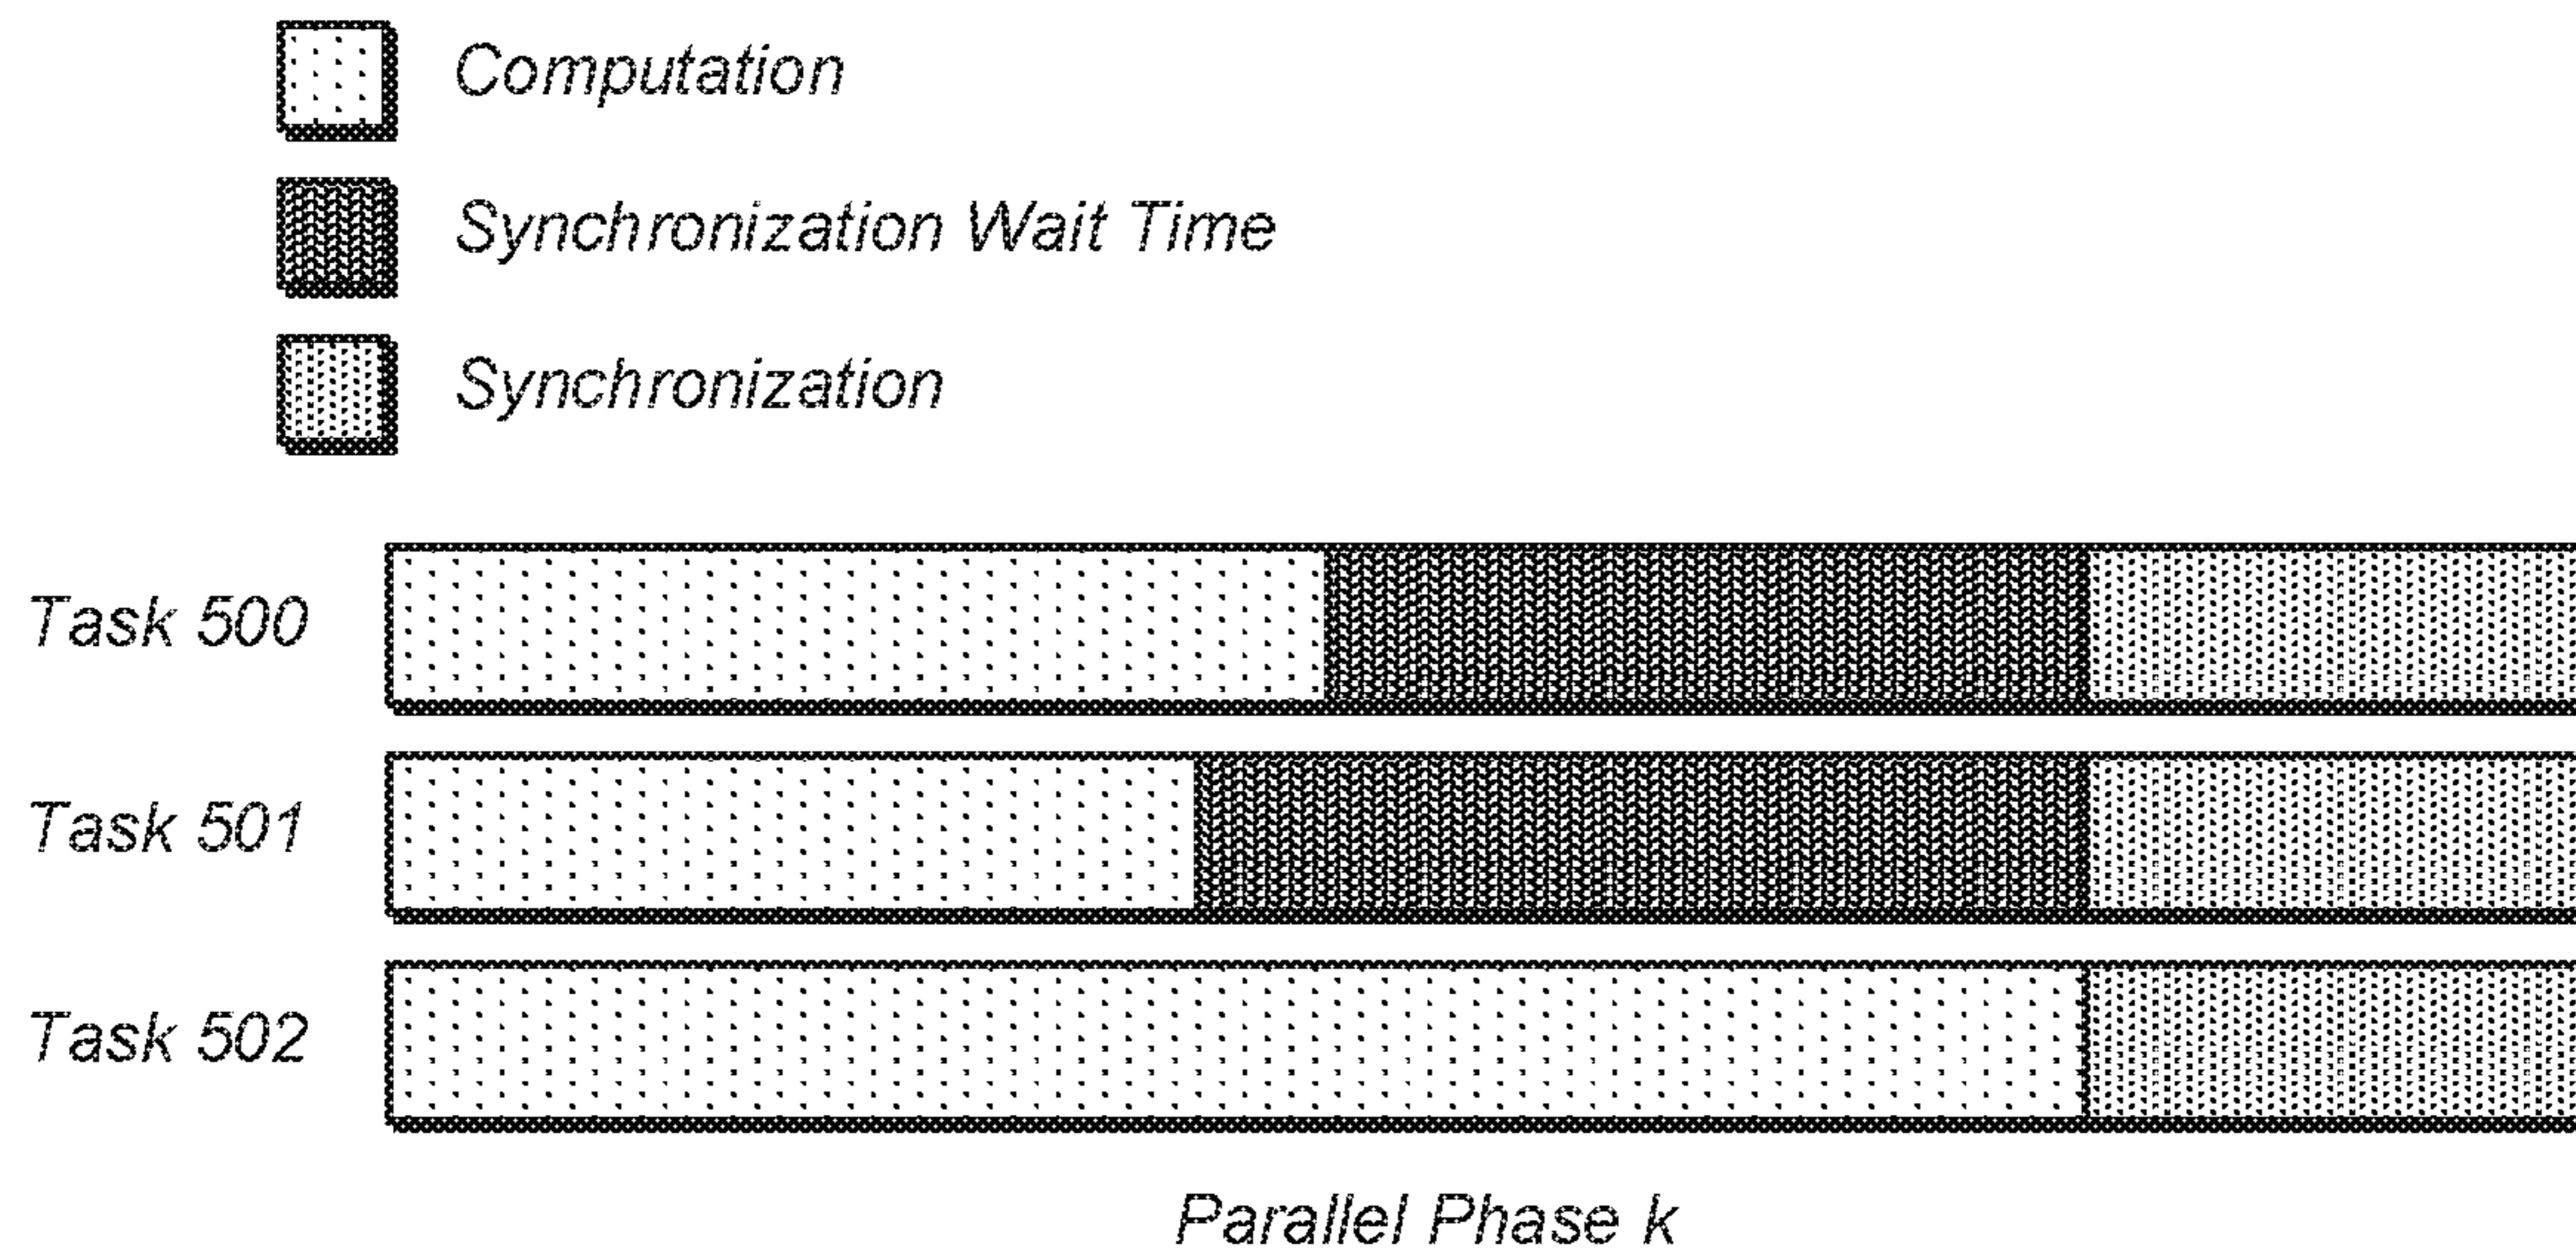 Computation
Synchronization Wait Time
Synchronization
Task 500
Task 501
Task 502
Parallel Phase k